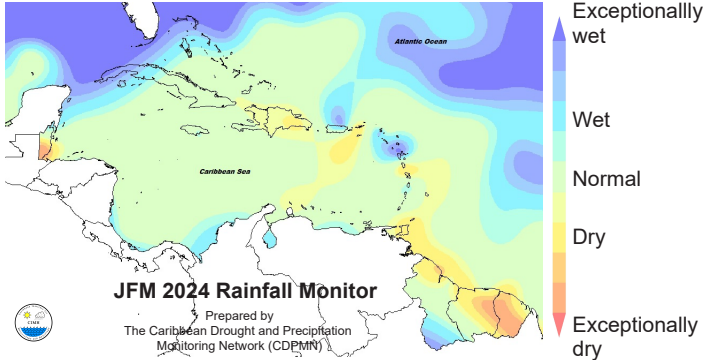 Exceptionallly
wet
Atlantic Ocean
Wet
Caribbean Sea
Normal
Dry
JFM 2024 Rainfall Monitor
Prepared by
The Caribbean Drought and Precipitation
Monitoring Network (CDPMN)
CIMH
Exceptionally
dry